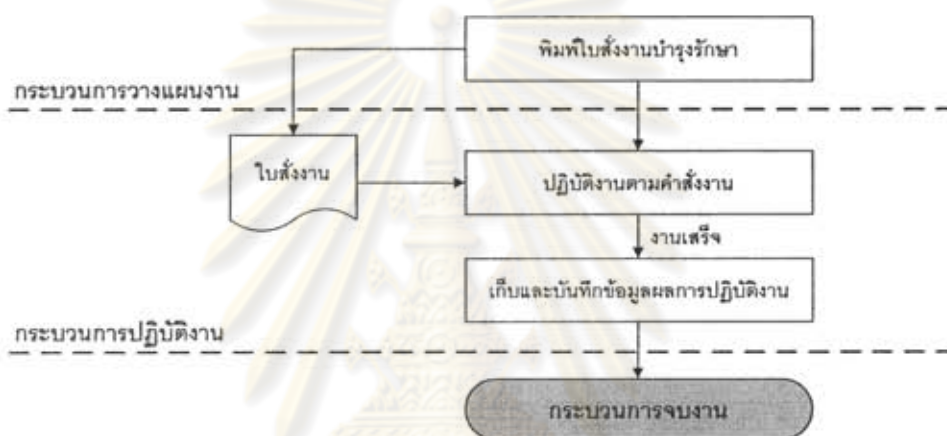 พิมพ์ใบสั่งงานบำรุงรักษา
กระบวนการวางแผนงาน
ใบสั่งงาน
ปฏิบัติงานตามคำสั่งงาน
งานเสร็จ
เก็บและบันทึกข้อมูลผลการปฏิบัติงาน
กระบวนการปฏิบัติงาน
กระบวนการจบงาน